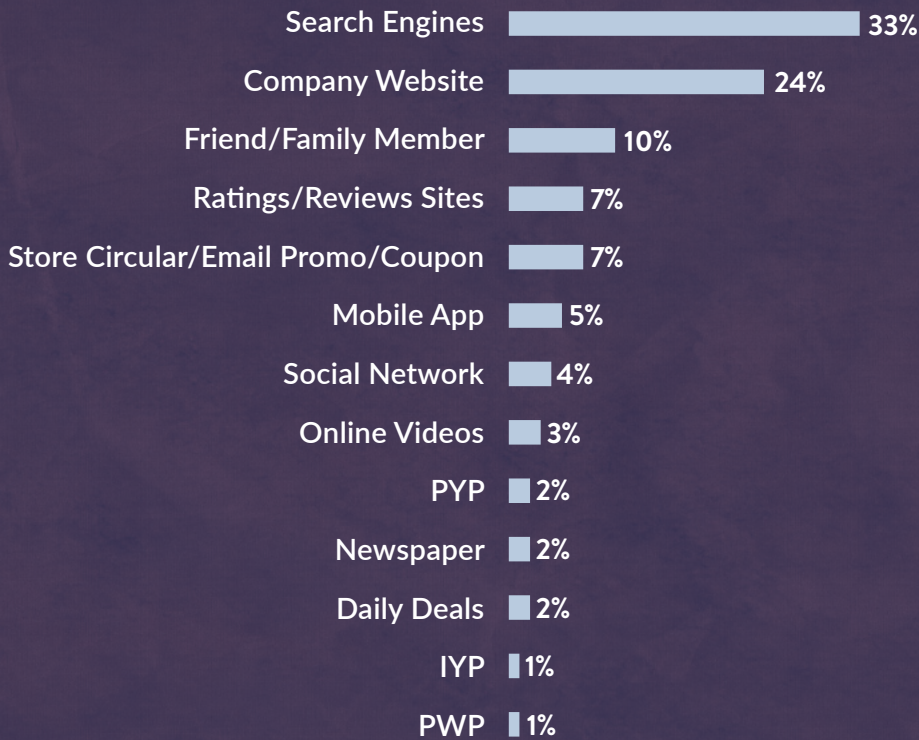 Search Engines 33%
Company Website 24%
Friend/Family Member 10%
Ratings/Reviews Sites 7%
Store Circular/Email Promo/Coupon 7%
Mobile App 5%
Social Network 4%
Online Videos 3%
PYP 2%
Newspaper 2%
Daily Deals 2%
IYP 1%
PWP 1%